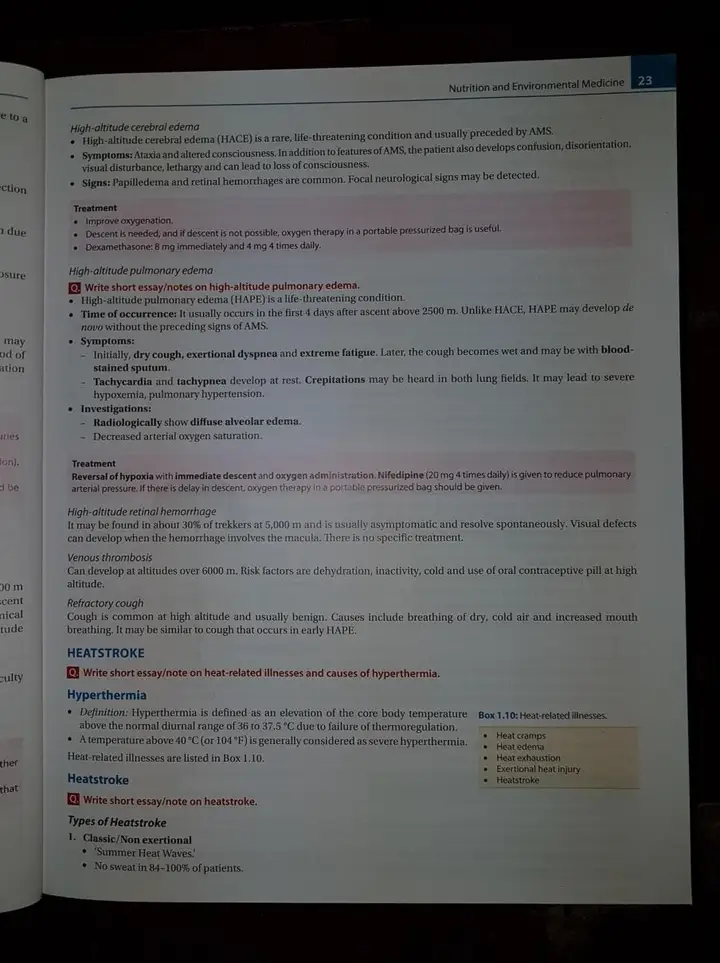 Nutrition and Environmental Medicine 23
High-altitude cerebral edema
• High-altitude cerebral edema (HACE) is a rare, life-threatening condition and usually preceded by AMS.
• Symptoms: Ataxia and altered consciousness. In addition to features of AMS, the patient also develops confusion, disorientation,
visual disturbance, lethargy and can lead to loss of consciousness.
• Signs: Papilledema and retinal hemorrhages are common. Focal neurological signs may be detected.
Treatment
• Improve oxygenation.
• Descent is needed, and if descent is not possible, oxygen therapy in a portable pressurized bag is useful.
• Dexamethasone: 8 mg immediately and 4 mg 4 times daily.
High-altitude pulmonary edema
Q. Write short essay/notes on high-altitude pulmonary edema.
• High-altitude pulmonary edema (HAPE) is a life-threatening condition.
• Time of occurrence: It usually occurs in the first 4 days after ascent above 2500 m. Unlike HACE, HAPE may develop de
novo without the preceding signs of AMS.
• Symptoms:
– Initially, dry cough, exertional dyspnea and extreme fatigue. Later, the cough becomes wet and may be with blood-
stained sputum.
– Tachycardia and tachypnea develop at rest. Crepitations may be heard in both lung fields. It may lead to severe
hypoxemia, pulmonary hypertension.
• Investigations:
– Radiologically show diffuse alveolar edema.
– Decreased arterial oxygen saturation.
Treatment
Reversal of hypoxia with immediate descent and oxygen administration. Nifedipine (20 mg 4 times daily) is given to reduce pulmonary
arterial pressure. If there is delay in descent, oxygen therapy in a portable pressurized bag should be given.
High-altitude retinal hemorrhage
It may be found in about 30% of trekkers at 5,000 m and is usually asymptomatic and resolve spontaneously. Visual defects
can develop when the hemorrhage involves the macula. There is no specific treatment.
Venous thrombosis
Can develop at altitudes over 6000 m. Risk factors are dehydration, inactivity, cold and use of oral contraceptive pill at high
altitude.
Refractory cough
Cough is common at high altitude and usually benign. Causes include breathing of dry, cold air and increased mouth
breathing. It may be similar to cough that occurs in early HAPE.
HEATSTROKE
Q. Write short essay/note on heat-related illnesses and causes of hyperthermia.
Hyperthermia
• Definition: Hyperthermia is defined as an elevation of the core body temperature
above the normal diurnal range of 36 to 37.5 °C due to failure of thermoregulation.
• A temperature above 40 °C (or 104 °F) is generally considered as severe hyperthermia.
Heat-related illnesses are listed in Box 1.10.
Box 1.10: Heat-related illnesses.
• Heat cramps
• Heat edema
• Heat exhaustion
• Exertional heat injury
• Heatstroke
Heatstroke
Q. Write short essay/note on heatstroke.
Types of Heatstroke
1. Classic/Non exertional
• 'Summer Heat Waves.'
• No sweat in 84–100% of patients.
e to a
ction
n due
osure
may
od of
ation
d be
00 m
scent
nical
culty
ther
that